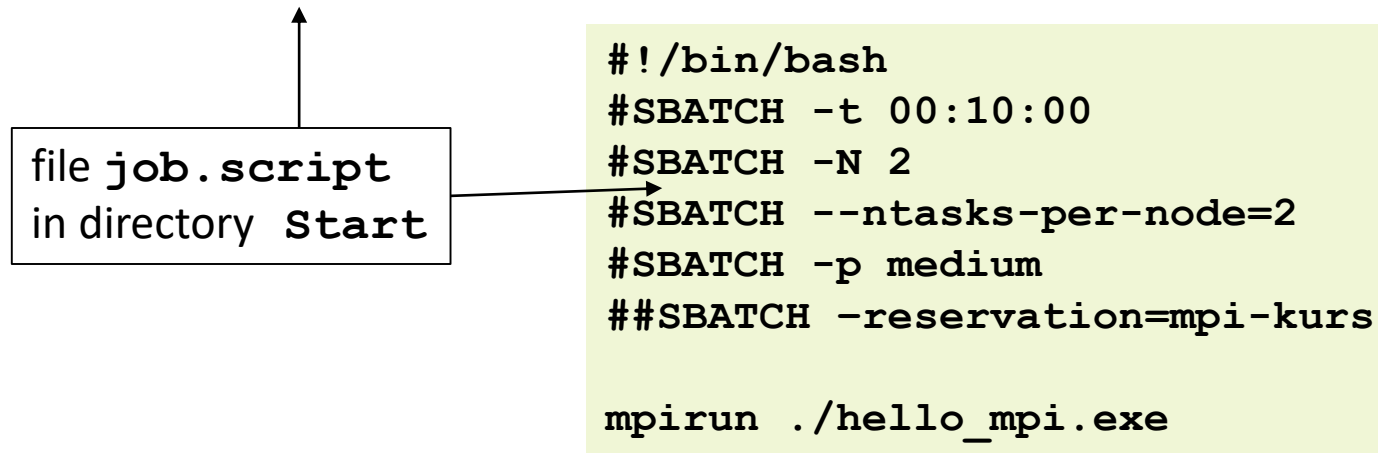 file job.script
in directory Start
#!/bin/bash
#SBATCH -t 00:10:00
#SBATCH -N 2
#SBATCH --ntasks-per-node=2
#SBATCH -p medium
##SBATCH –reservation=mpi-kurs
mpirun ./hello_mpi.exe